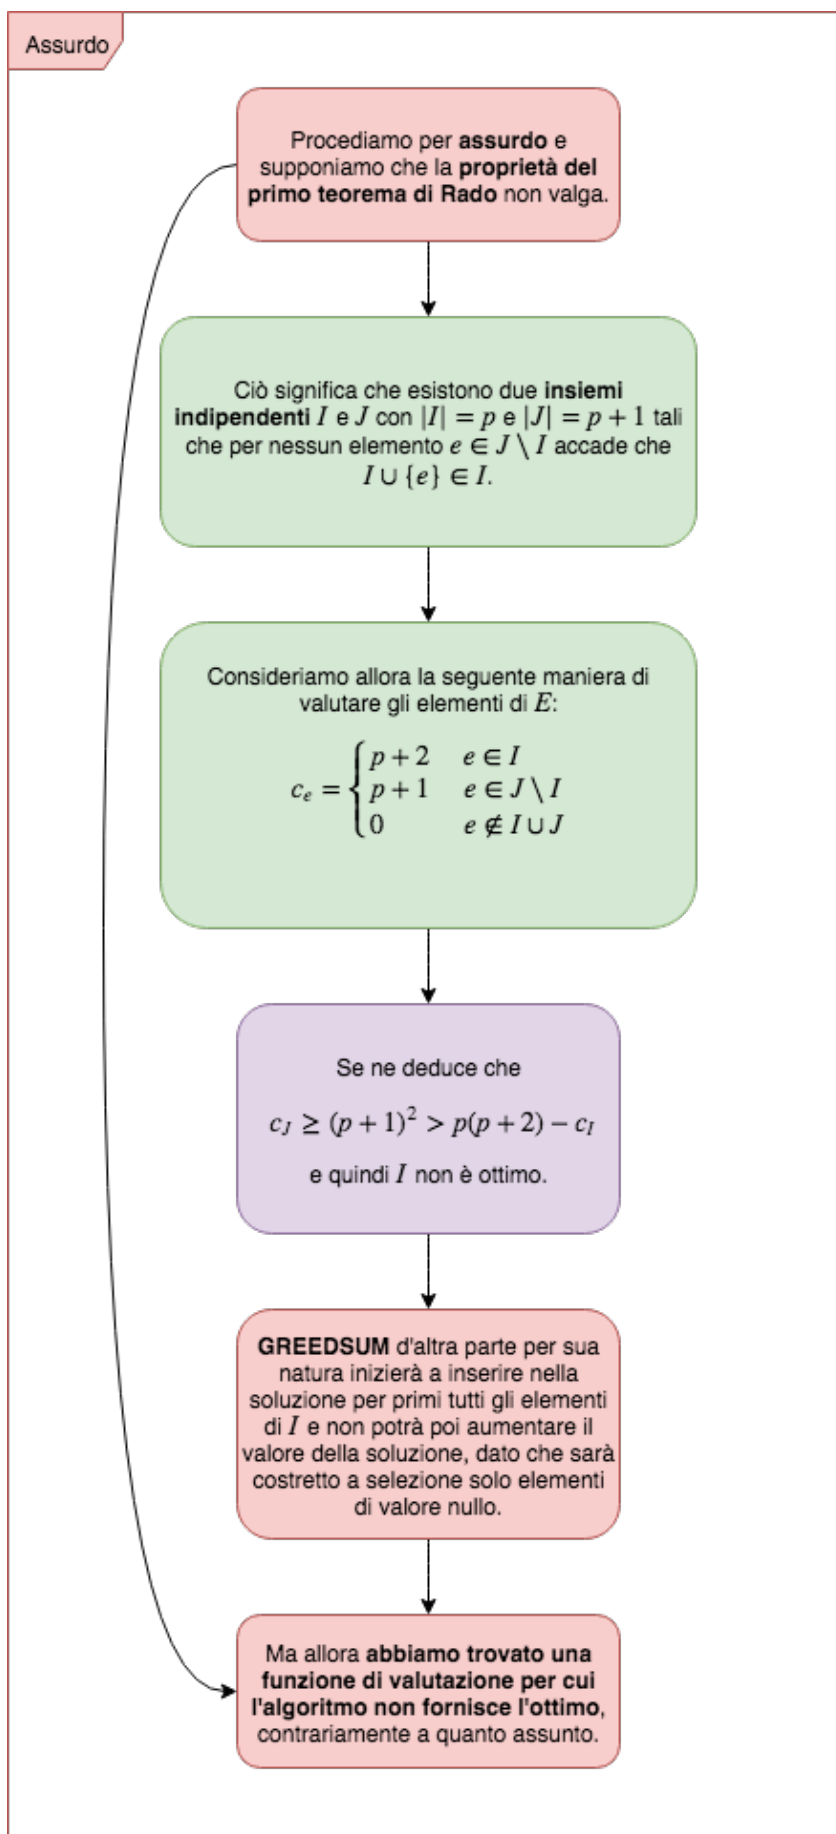 Assurdo
Procediamo per assurdo e
supponiamo che la proprietà del
primo teorema di Rado non valga.
Ciò significa che esistono due insiemi
indipendenti I e J con |I| = p e |J| = p + 1 tali
che per nessun elemento e ∈ J \ I accade che
I ∪ {e} ∈ I.
Consideriamo allora la seguente maniera di
valutare gli elementi di E:
c_e = { p + 2 e ∈ I
p + 1 e ∈ J \ I
0 e ∉ I ∪ J
Se ne deduce che
c_J ≥ (p + 1)² > p(p + 2) − c_I
e quindi I non è ottimo.
GREEDSUM d'altra parte per sua
natura inizierà a inserire nella
soluzione per primi tutti gli elementi
di I e non potrà poi aumentare il
valore della soluzione, dato che sarà
costretto a selezione solo elementi
di valore nullo.
Ma allora abbiamo trovato una
funzione di valutazione per cui
l'algoritmo non fornisce l'ottimo,
contrariamente a quanto assunto.